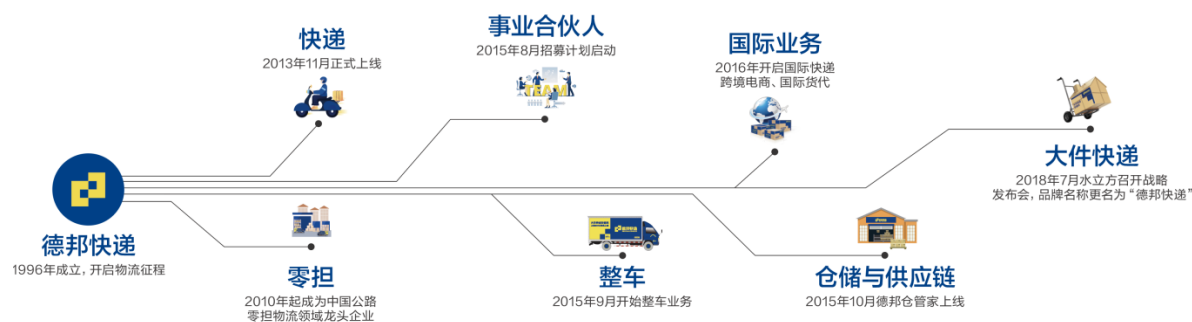 快递
2013年11月正式上线
事业合伙人
2015年8月招募计划启动
TEAM
国际业务
2016年开启国际快递
跨境电商、国际货代
大件快递
2018年7月水立方召开战略
发布会，品牌名称更名为“德邦快递”
德邦快递
1996年成立，开启物流征程
零担
2010年起成为中国公路
零担物流领域龙头企业
整车
2015年9月开始整车业务
仓储与供应链
2015年10月德邦仓管家上线